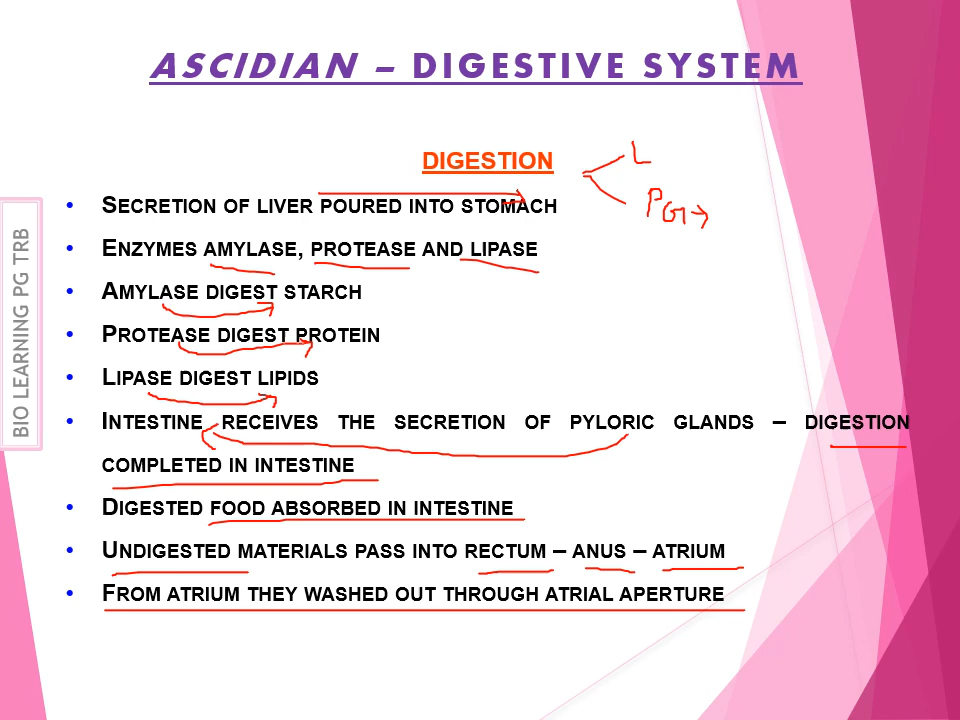 ASCIDIAN – DIGESTIVE SYSTEM
DIGESTION
L
PG
• SECRETION OF LIVER POURED INTO STOMACH
• ENZYMES AMYLASE, PROTEASE AND LIPASE
• AMYLASE DIGEST STARCH
• PROTEASE DIGEST PROTEIN
• LIPASE DIGEST LIPIDS
• INTESTINE RECEIVES THE SECRETION OF PYLORIC GLANDS – DIGESTION
COMPLETED IN INTESTINE
• DIGESTED FOOD ABSORBED IN INTESTINE
• UNDIGESTED MATERIALS PASS INTO RECTUM – ANUS – ATRIUM
• FROM ATRIUM THEY WASHED OUT THROUGH ATRIAL APERTURE
BIO LEARNING PG TRB